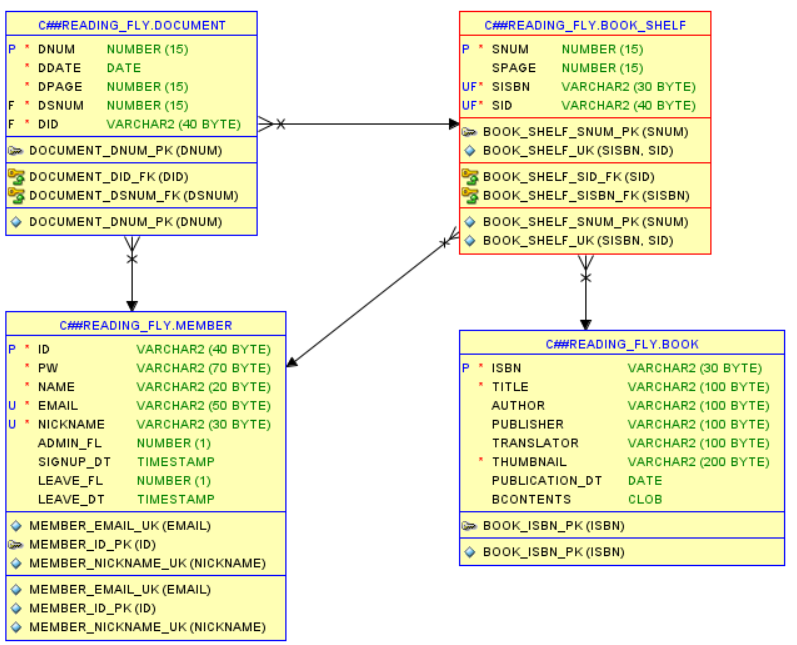 C##READING_FLY.DOCUMENT
P * DNUM NUMBER (15)
* DDATE DATE
* DPAGE NUMBER (15)
F * DSNUM NUMBER (15)
F * DID VARCHAR2 (40 BYTE)
DOCUMENT_DNUM_PK (DNUM)
DOCUMENT_DID_FK (DID)
DOCUMENT_DSNUM_FK (DSNUM)
DOCUMENT_DNUM_PK (DNUM)
C##READING_FLY.BOOK_SHELF
P * SNUM NUMBER (15)
SPAGE NUMBER (15)
UF* SISBN VARCHAR2 (30 BYTE)
UF* SID VARCHAR2 (40 BYTE)
BOOK_SHELF_SNUM_PK (SNUM)
BOOK_SHELF_UK (SISBN, SID)
BOOK_SHELF_SID_FK (SID)
BOOK_SHELF_SISBN_FK (SISBN)
BOOK_SHELF_SNUM_PK (SNUM)
BOOK_SHELF_UK (SISBN, SID)
C##READING_FLY.MEMBER
P * ID VARCHAR2 (40 BYTE)
* PW VARCHAR2 (70 BYTE)
* NAME VARCHAR2 (20 BYTE)
U * EMAIL VARCHAR2 (50 BYTE)
U * NICKNAME VARCHAR2 (30 BYTE)
ADMIN_FL NUMBER (1)
SIGNUP_DT TIMESTAMP
LEAVE_FL NUMBER (1)
LEAVE_DT TIMESTAMP
MEMBER_EMAIL_UK (EMAIL)
MEMBER_ID_PK (ID)
MEMBER_NICKNAME_UK (NICKNAME)
MEMBER_EMAIL_UK (EMAIL)
MEMBER_ID_PK (ID)
MEMBER_NICKNAME_UK (NICKNAME)
C##READING_FLY.BOOK
P * ISBN VARCHAR2 (30 BYTE)
* TITLE VARCHAR2 (100 BYTE)
AUTHOR VARCHAR2 (100 BYTE)
PUBLISHER VARCHAR2 (100 BYTE)
TRANSLATOR VARCHAR2 (100 BYTE)
* THUMBNAIL VARCHAR2 (200 BYTE)
PUBLICATION_DT DATE
BCONTENTS CLOB
BOOK_ISBN_PK (ISBN)
BOOK_ISBN_PK (ISBN)